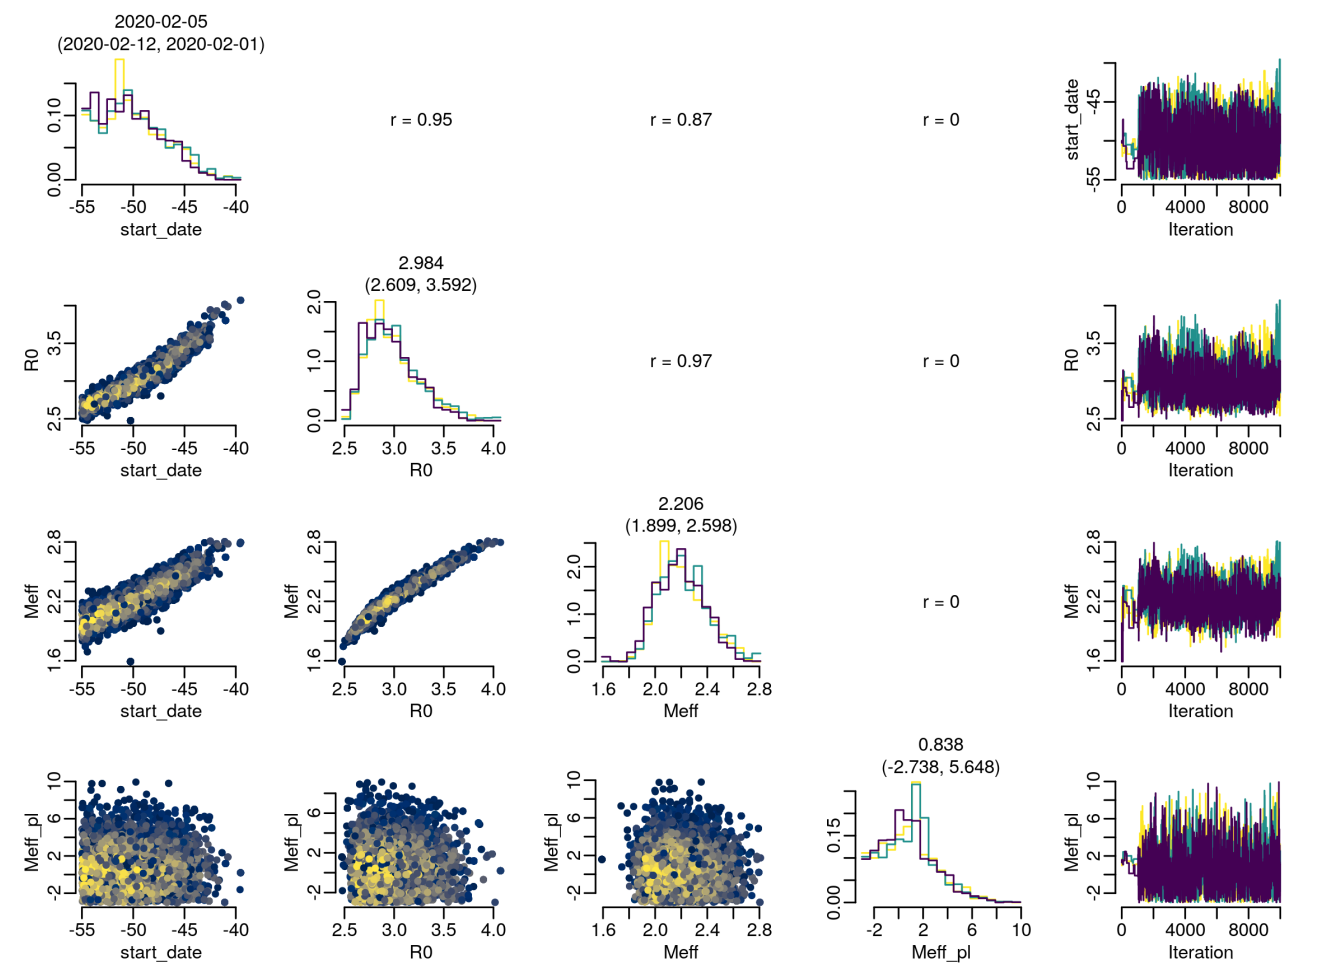 2020-02-05
(2020-02-12, 2020-02-01)
0.00 0.10
-55 -50 -45 -40
start_date
r = 0.95
r = 0.87
r = 0
start_date
-55 -45
0 4000 8000
Iteration
R0
2.5 3.5
-55 -50 -45 -40
start_date
2.984
(2.609, 3.592)
0.0 1.0 2.0
2.5 3.0 3.5 4.0
R0
r = 0.97
r = 0
R0
2.5 3.5
0 4000 8000
Iteration
Meff
1.6 2.2 2.8
-55 -50 -45 -40
start_date
Meff
1.6 2.2 2.8
2.5 3.0 3.5 4.0
R0
2.206
(1.899, 2.598)
0.0 1.0 2.0
1.6 2.0 2.4 2.8
Meff
r = 0
Meff
1.6 2.2 2.8
0 4000 8000
Iteration
Meff_pl
-2 2 6 10
-55 -50 -45 -40
start_date
Meff_pl
-2 2 6
2.5 3.0 3.5 4.0
R0
Meff_pl
-2 2 6 10
1.6 2.0 2.4 2.8
Meff
0.838
(-2.738, 5.648)
0.00 0.15
-2 2 6 10
Meff_pl
Meff_pl
-2 2 6 10
0 4000 8000
Iteration